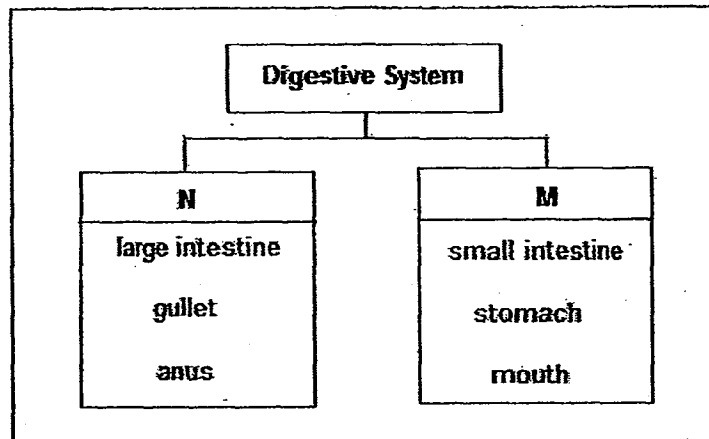 Digestive System
N
large intestine
gullet
anus
M
small intestine
stomach
mouth